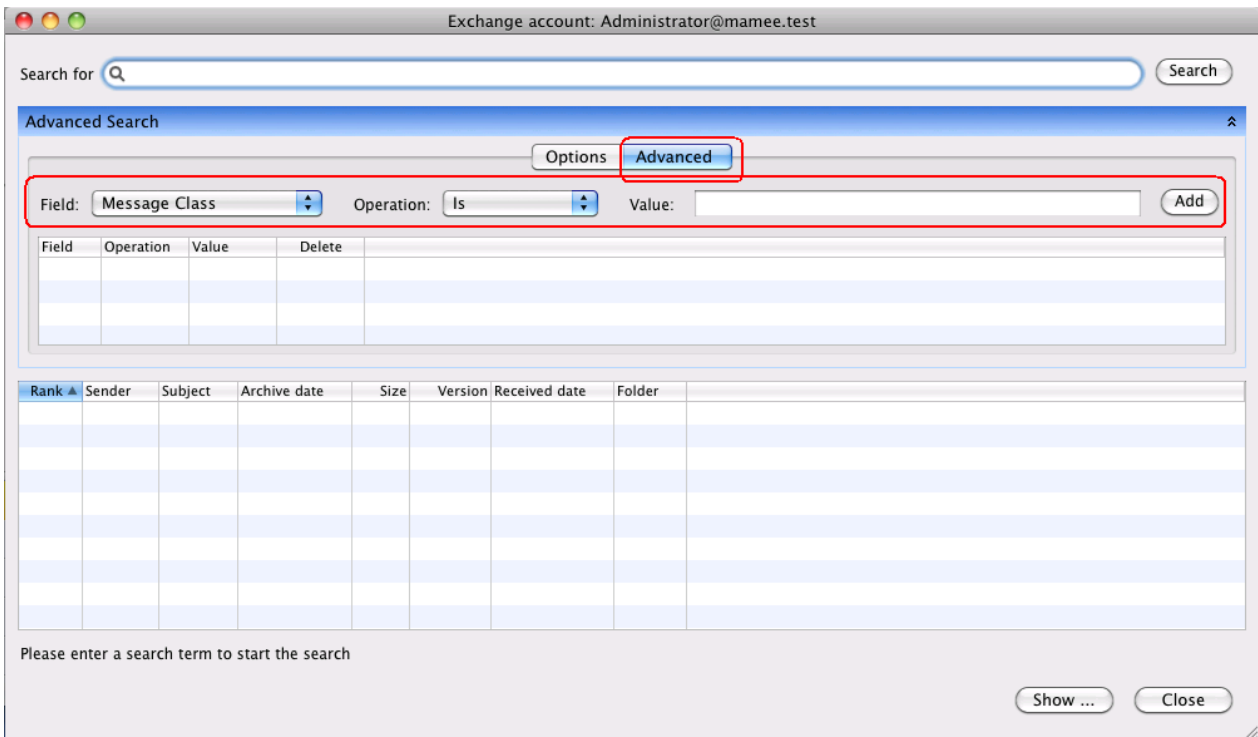 Exchange account: Administrator@mamee.test
Search for Search
Advanced Search
Options Advanced
Field: Message Class Operation: Is Value: Add
Field Operation Value Delete
Rank Sender Subject Archive date Size Version Received date Folder
Please enter a search term to start the search
Show ... Close